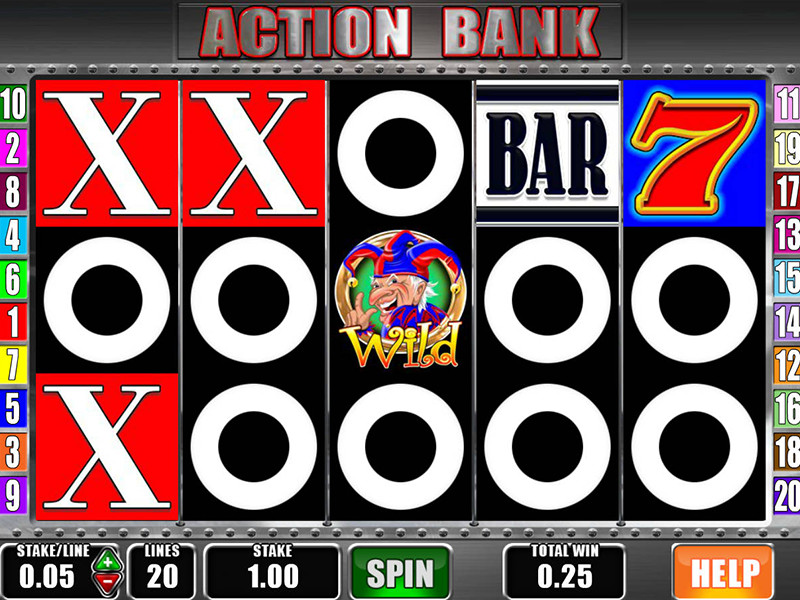 ACTION BANK
10 X X O BAR 7 11
2 19
8 17
4 13
6 O O Wild O O 15
1 14
7 12
5 X O O O O 16
3 18
9 20
STAKE/LINE LINES STAKE TOTAL WIN
0.05 + - 20 1.00 SPIN 0.25 HELP